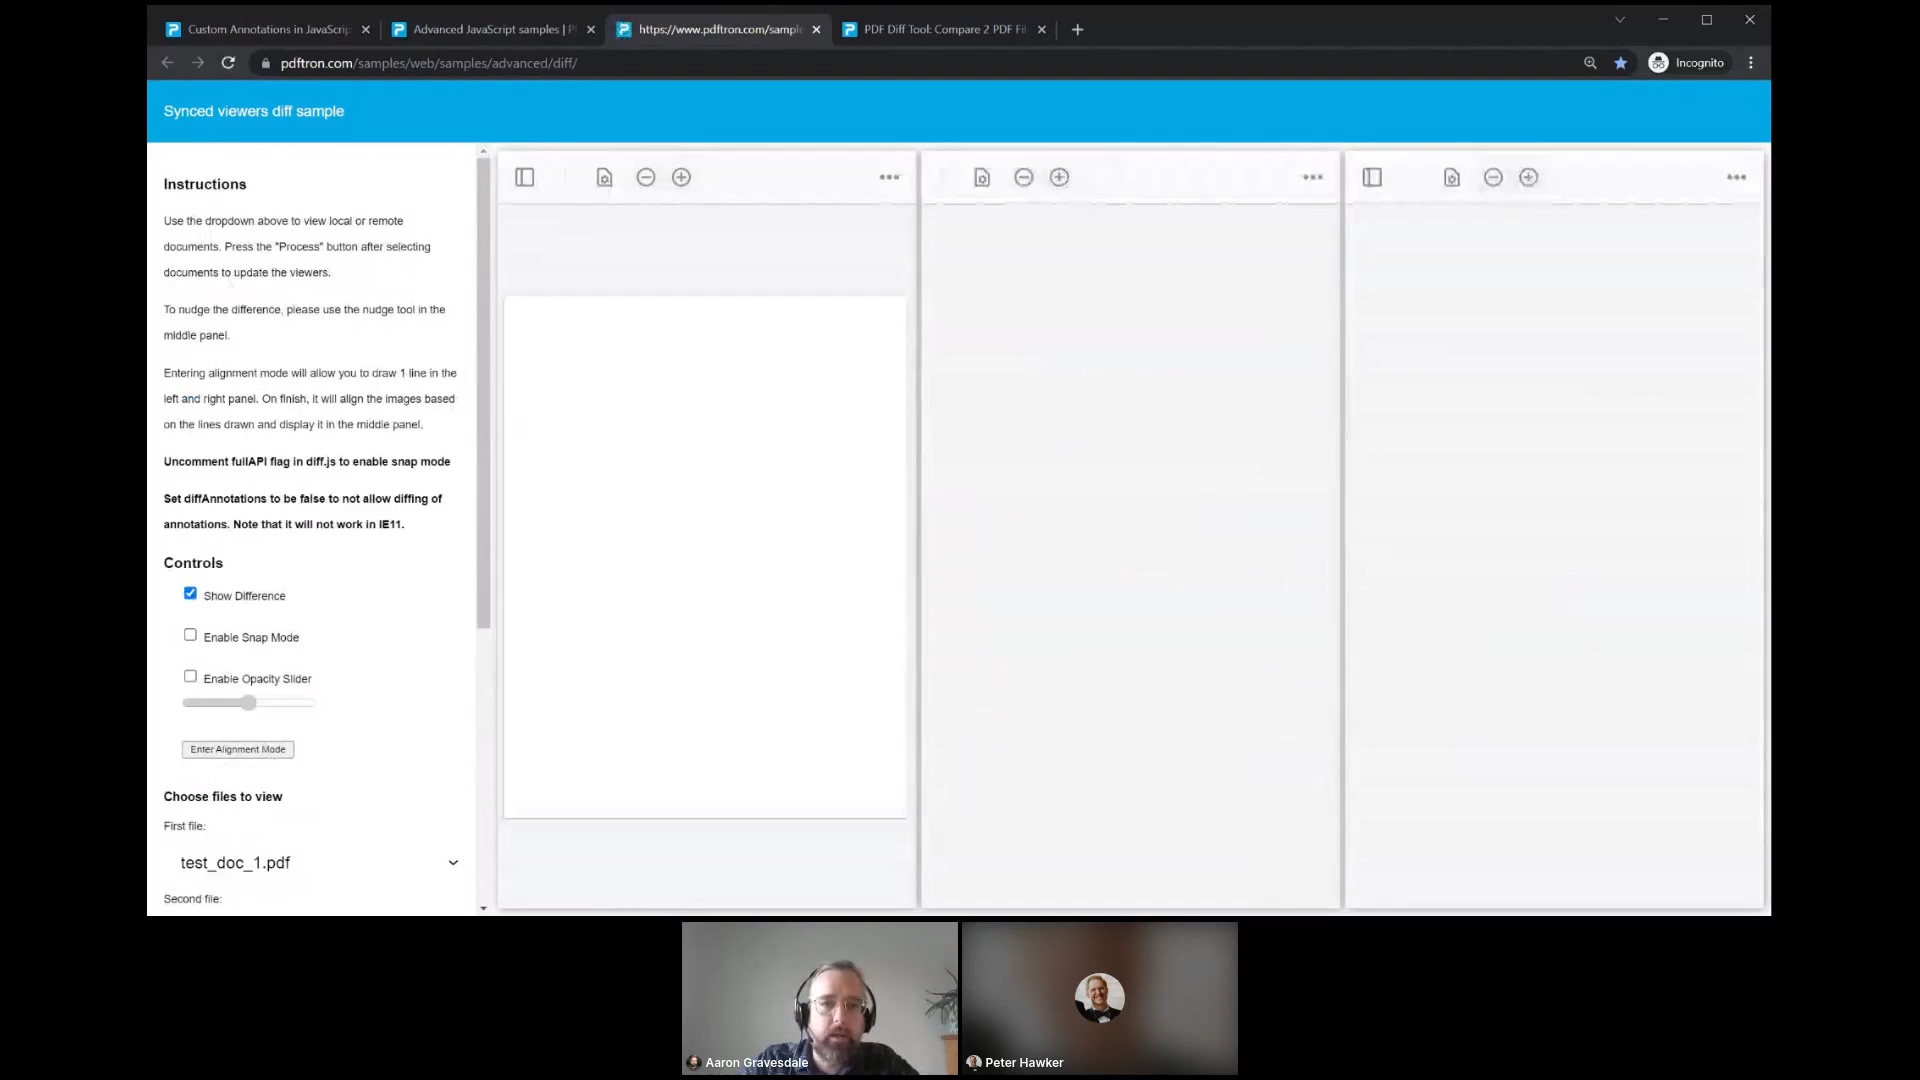 Custom Annotations in JavaScrip
Advanced JavaScript samples | P
https://www.pdftron.com/sampl
PDF Diff Tool: Compare 2 PDF Fi
pdftron.com/samples/web/samples/advanced/diff/
Incognito
Synced viewers diff sample
Instructions
Use the dropdown above to view local or remote
documents. Press the "Process" button after selecting
documents to update the viewers.
To nudge the difference, please use the nudge tool in the
middle panel.
Entering alignment mode will allow you to draw 1 line in the
left and right panel. On finish, it will align the images based
on the lines drawn and display it in the middle panel.
Uncomment fullAPI flag in diff.js to enable snap mode
Set diffAnnotations to be false to not allow diffing of
annotations. Note that it will not work in IE11.
Controls
Show Difference
Enable Snap Mode
Enable Opacity Slider
Enter Alignment Mode
Choose files to view
First file:
test_doc_1.pdf
Second file:
Aaron Gravesdale
Peter Hawker